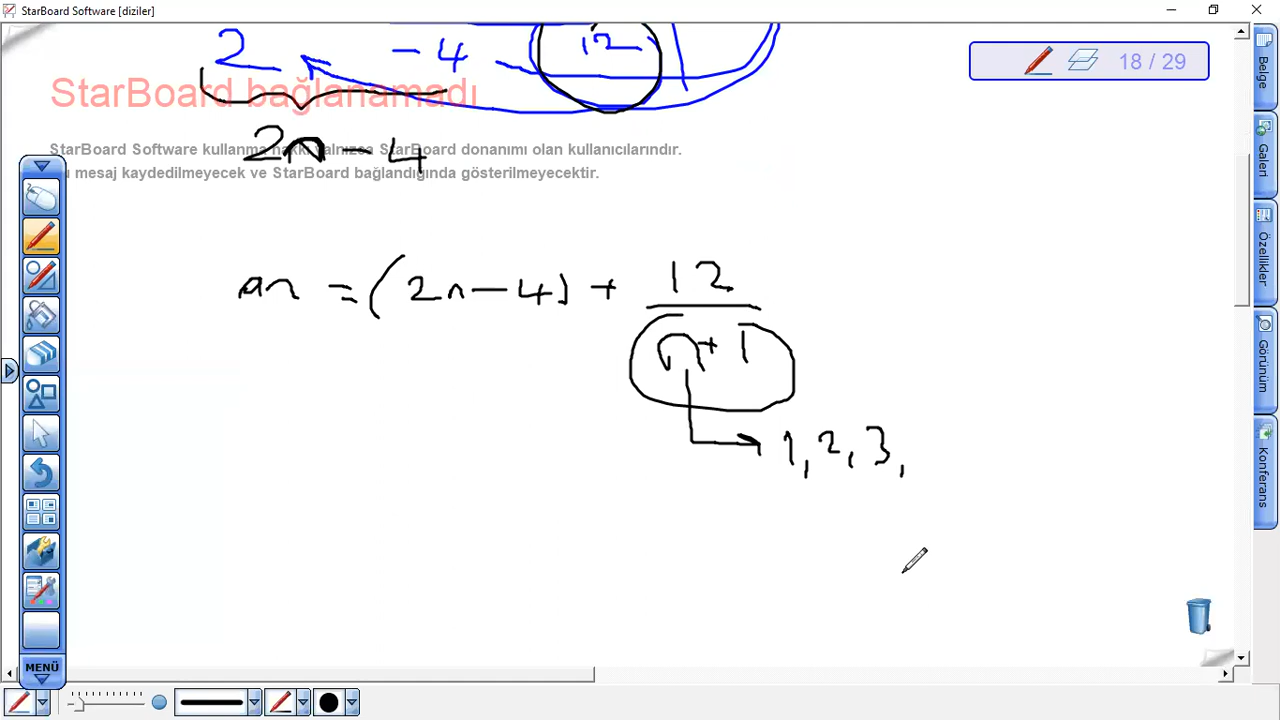 StarBoard Software [diziler]
2 -4 12
18 / 29
StarBoard bağlanamadı
2n-4
StarBoard Software kullanma hakkı yalnızca StarBoard donanımı olan kullanıcılarındır.
mesaj kaydedilmeyecek ve StarBoard bağlandığında gösterilmeyecektir.
an = (2n-4) + 12
n+1
1, 2, 3,
MENÜ
Belge
Galeri
Özellikler
Görünüm
Konferans